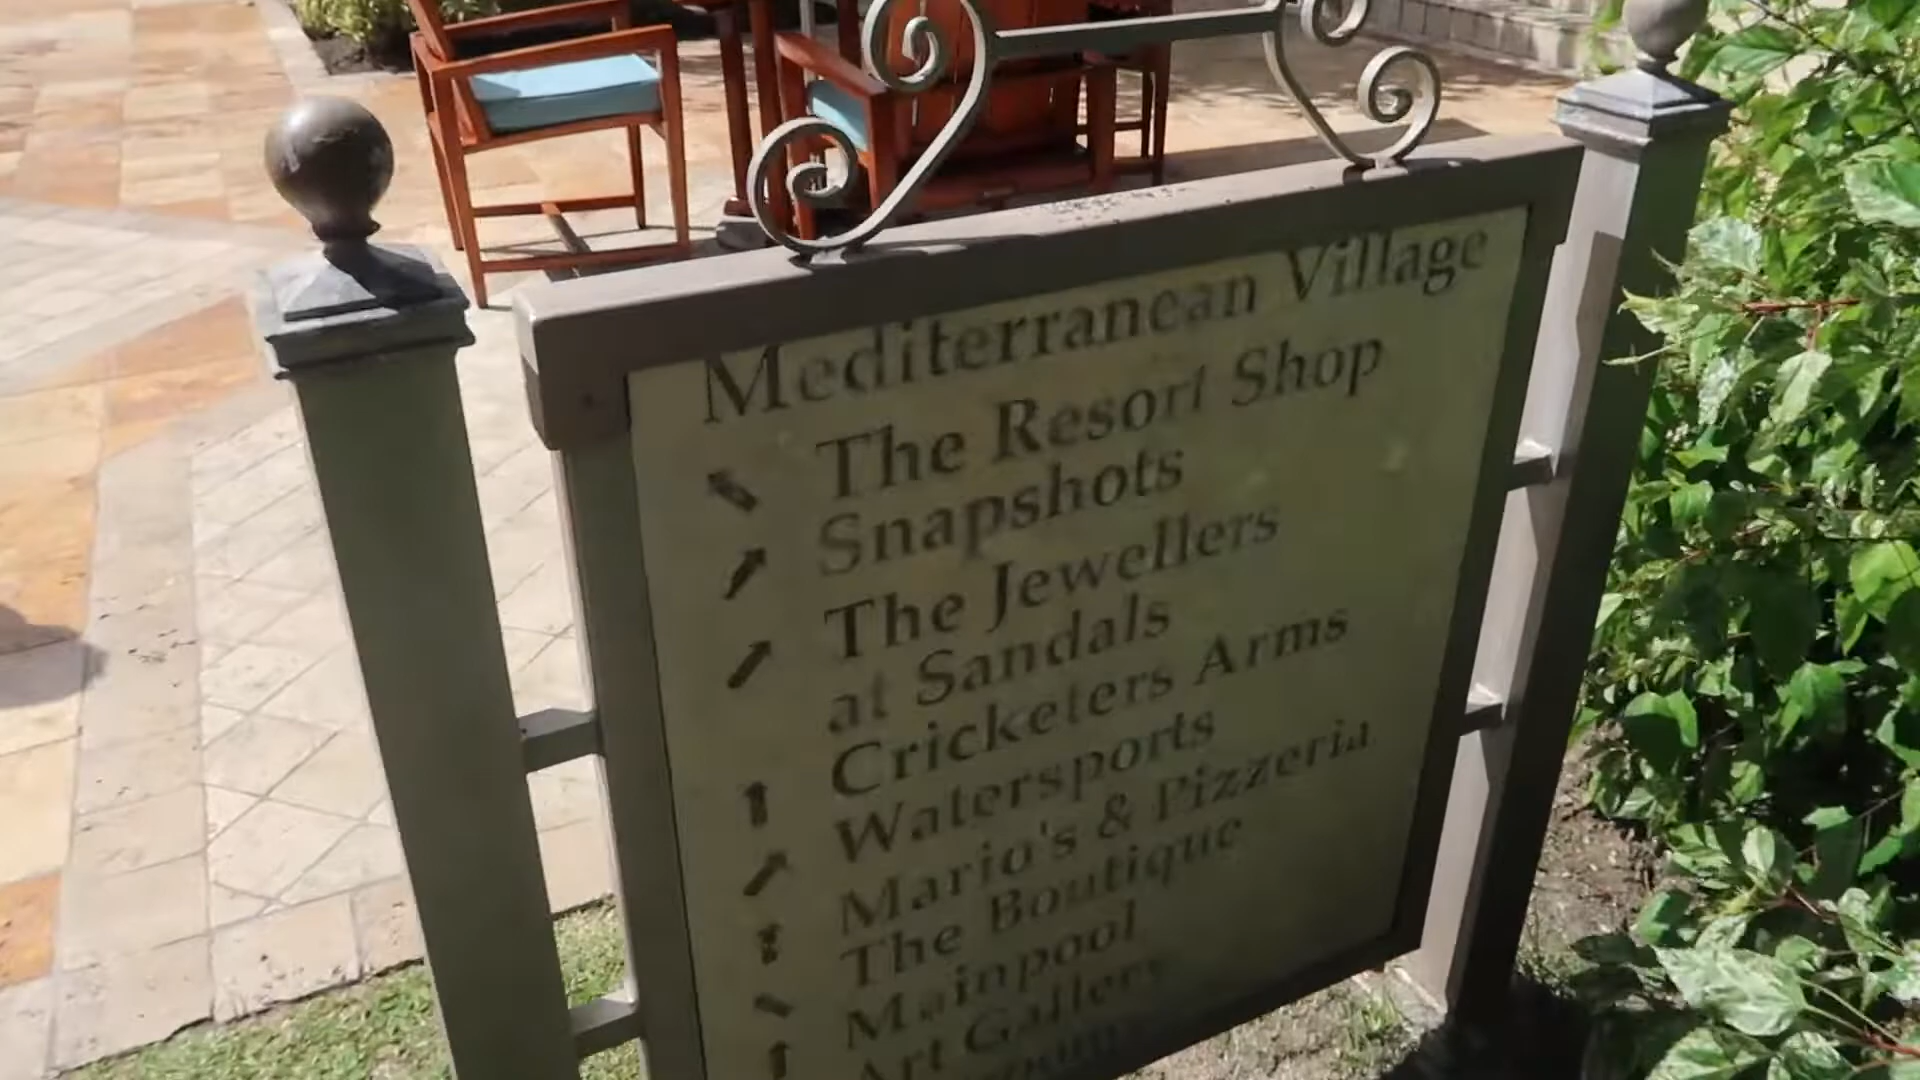 Mediterranean Village
The Resort Shop
Snapshots
The Jewellers
at Sandals
Cricketers Arms
Watersports
Mario's & Pizzeria
The Boutique
Mainpool
Art Gallery